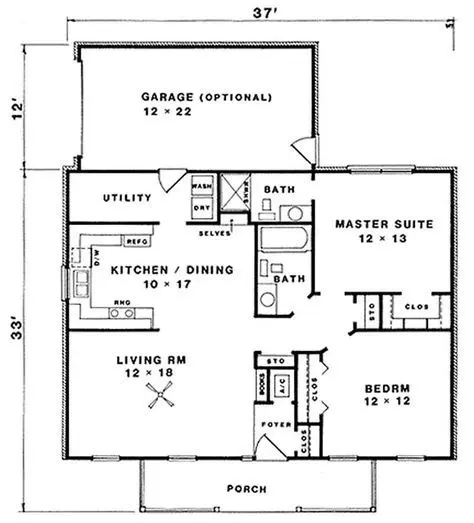 37'
12'
GARAGE (OPTIONAL)
12 × 22
UTILITY
WASH
DRY
SHWR
BATH
SELVES
MASTER SUITE
12 × 13
REFG
D/W
KITCHEN / DINING
10 × 17
RNG
BATH
STO
CLOS
33'
LIVING RM
12 × 18
STO
BOOKS
A/C
CLOS
BEDRM
12 × 12
FOYER
CLOS
PORCH